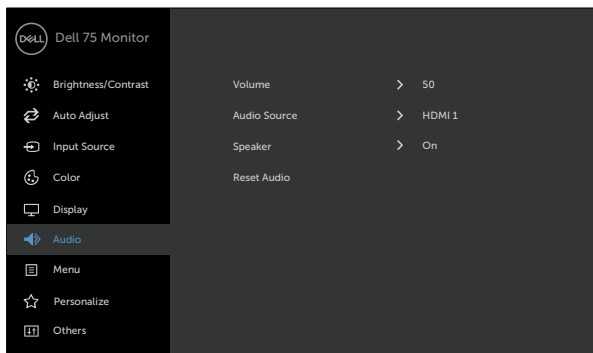 DELL Dell 75 Monitor
Brightness/Contrast
Auto Adjust
Input Source
Color
Display
Audio
Menu
Personalize
Others
Volume 50
Audio Source HDMI 1
Speaker On
Reset Audio